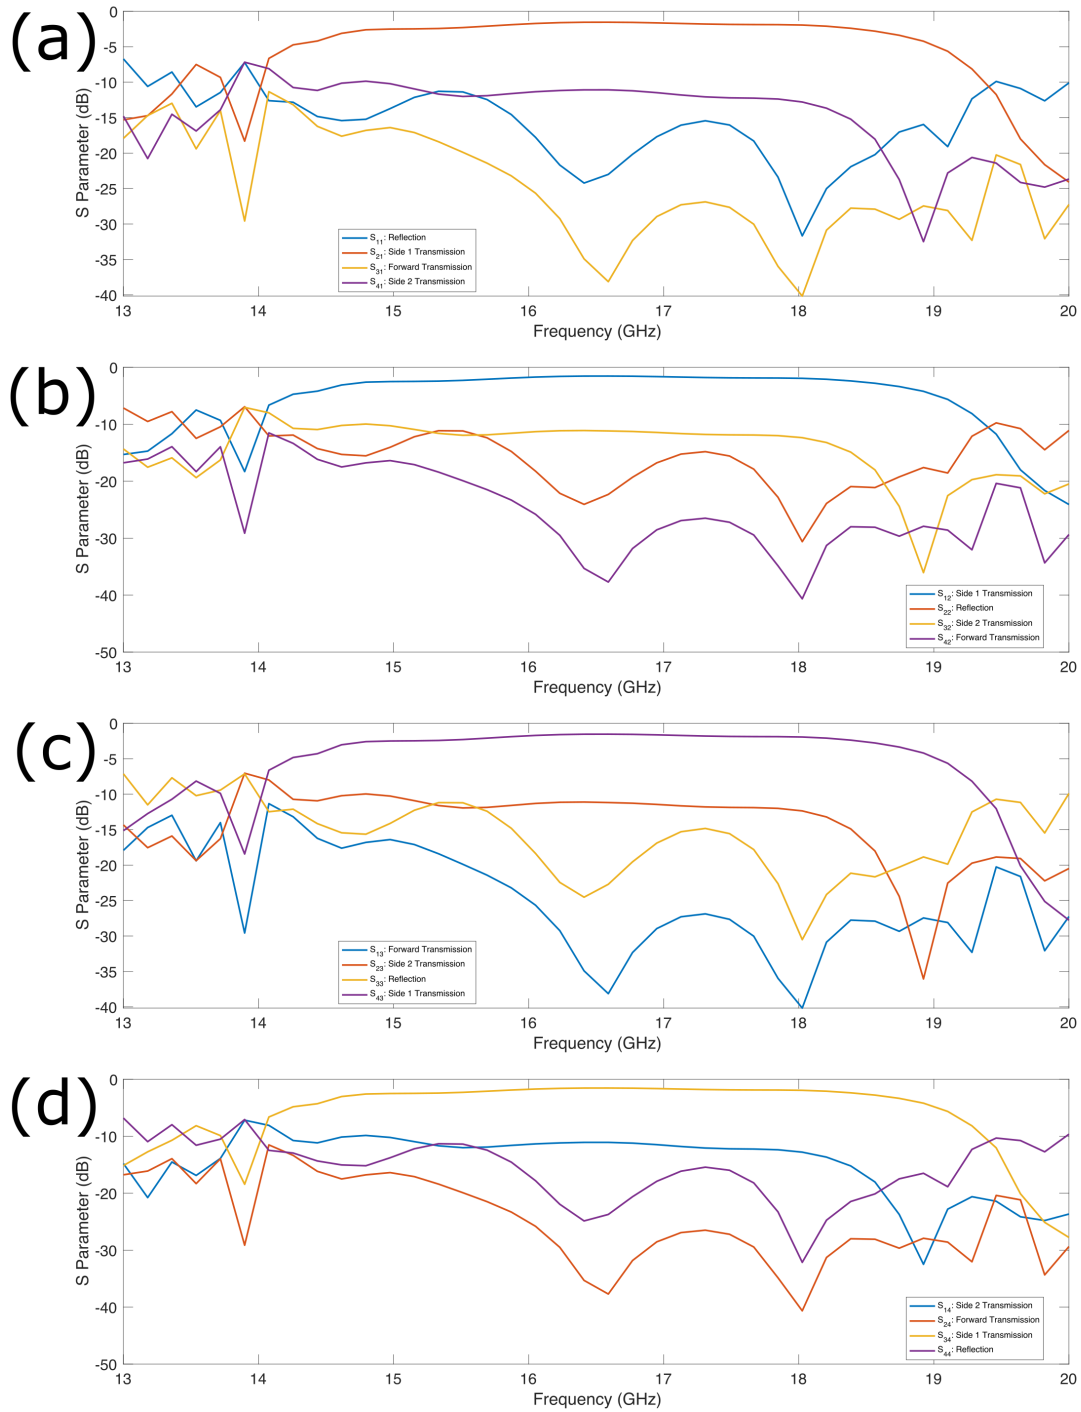 (a)
0
-5
-10
-15
-20
-25
-30
-35
-40
S Parameter (dB)
S11: Reflection
S21: Side 1 Transmission
S31: Forward Transmission
S41: Side 2 Transmission
13 14 15 16 17 18 19 20
Frequency (GHz)
(b)
0
-10
-20
-30
-40
-50
S Parameter (dB)
S12: Side 1 Transmission
S22: Reflection
S32: Side 2 Transmission
S42: Forward Transmission
13 14 15 16 17 18 19 20
Frequency (GHz)
(c)
0
-5
-10
-15
-20
-25
-30
-35
-40
S Parameter (dB)
S13: Forward Transmission
S23: Side 2 Transmission
S33: Reflection
S43: Side 1 Transmission
13 14 15 16 17 18 19 20
Frequency (GHz)
(d)
0
-10
-20
-30
-40
-50
S Parameter (dB)
S14: Side 2 Transmission
S24: Forward Transmission
S34: Side 1 Transmission
S44: Reflection
13 14 15 16 17 18 19 20
Frequency (GHz)